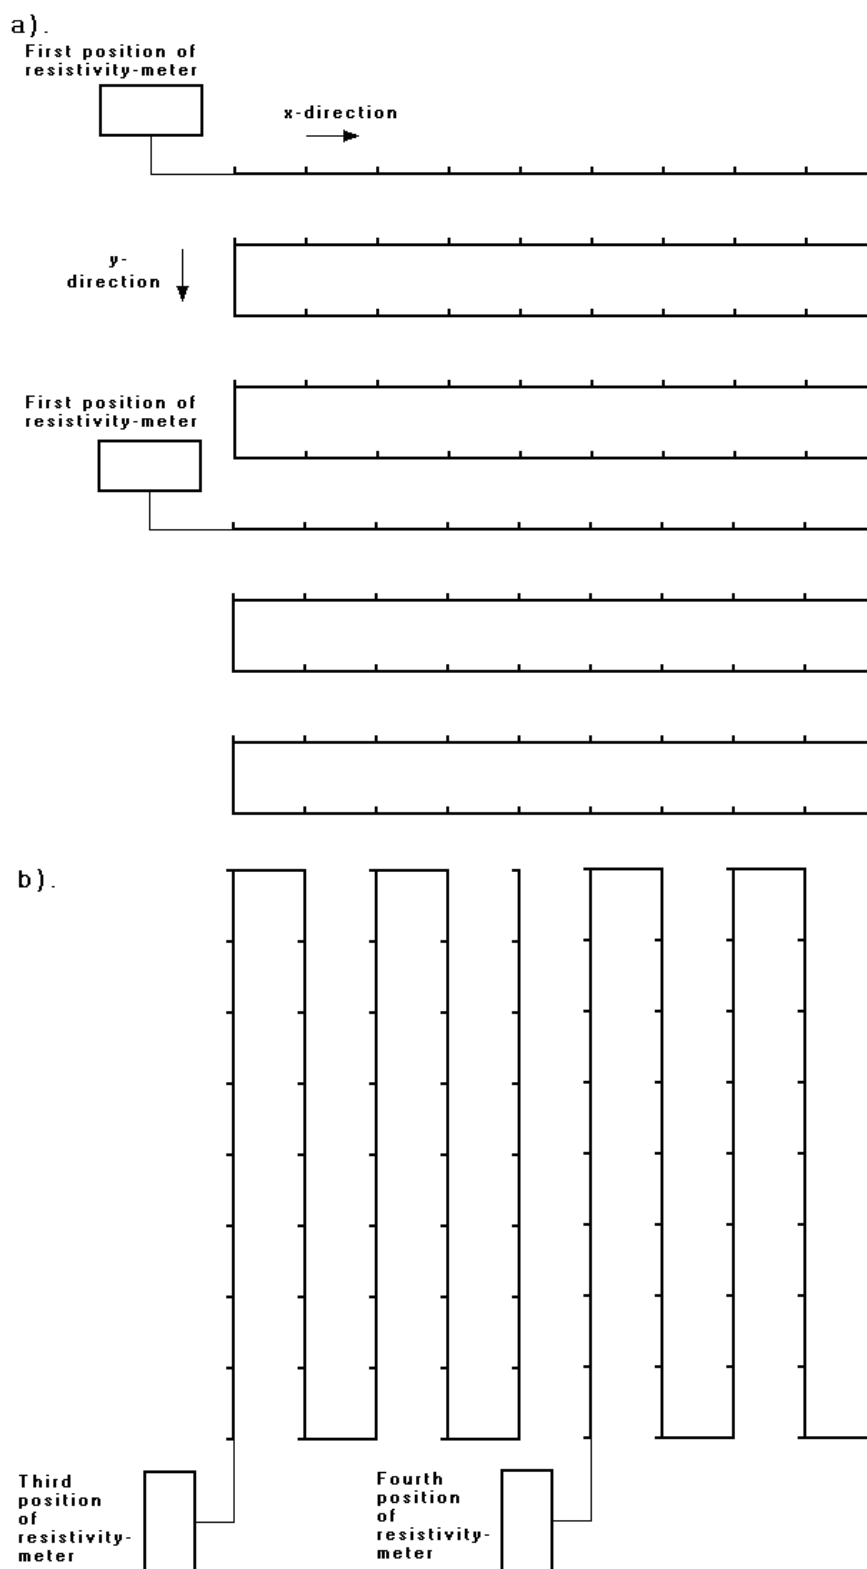 a).
First position of
resistivity-meter
x-direction
y-
direction
First position of
resistivity-meter
b).
Third
position
of
resistivity-
meter
Fourth
position
of
resistivity-
meter